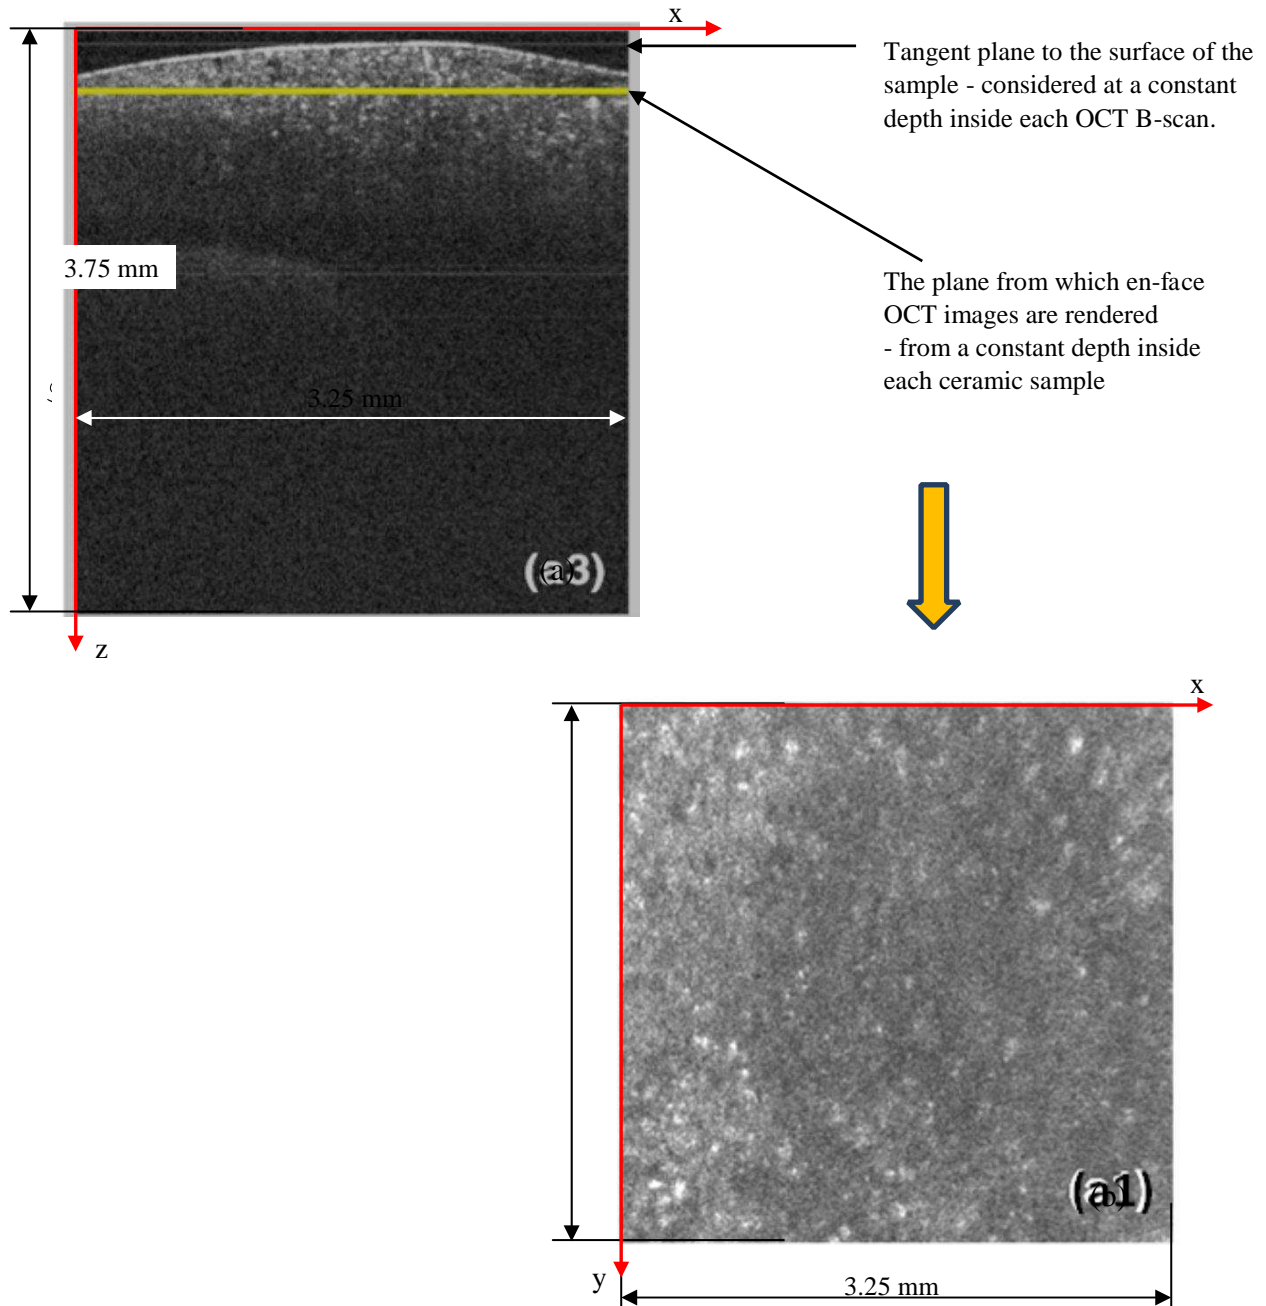 x
Tangent plane to the surface of the
sample - considered at a constant
depth inside each OCT B-scan.
3.75 mm
The plane from which en-face
OCT images are rendered
- from a constant depth inside
each ceramic sample
3.25 mm
(a3)
(a)
z
x
(a1)
(b)
y
3.25 mm